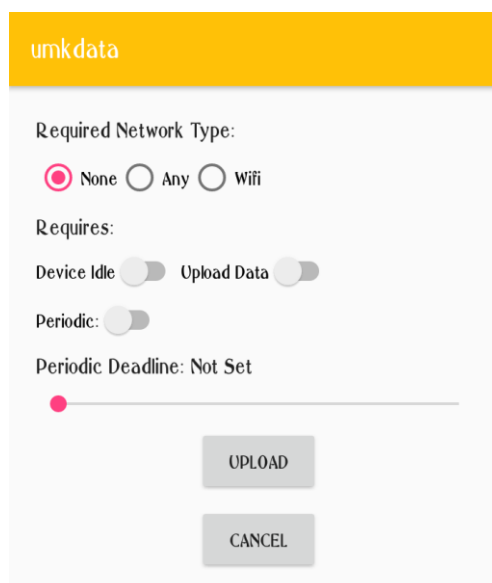 umkdata
Required Network Type:
None Any Wifi
Requires:
Device Idle Upload Data
Periodic:
Periodic Deadline: Not Set
UPLOAD
CANCEL